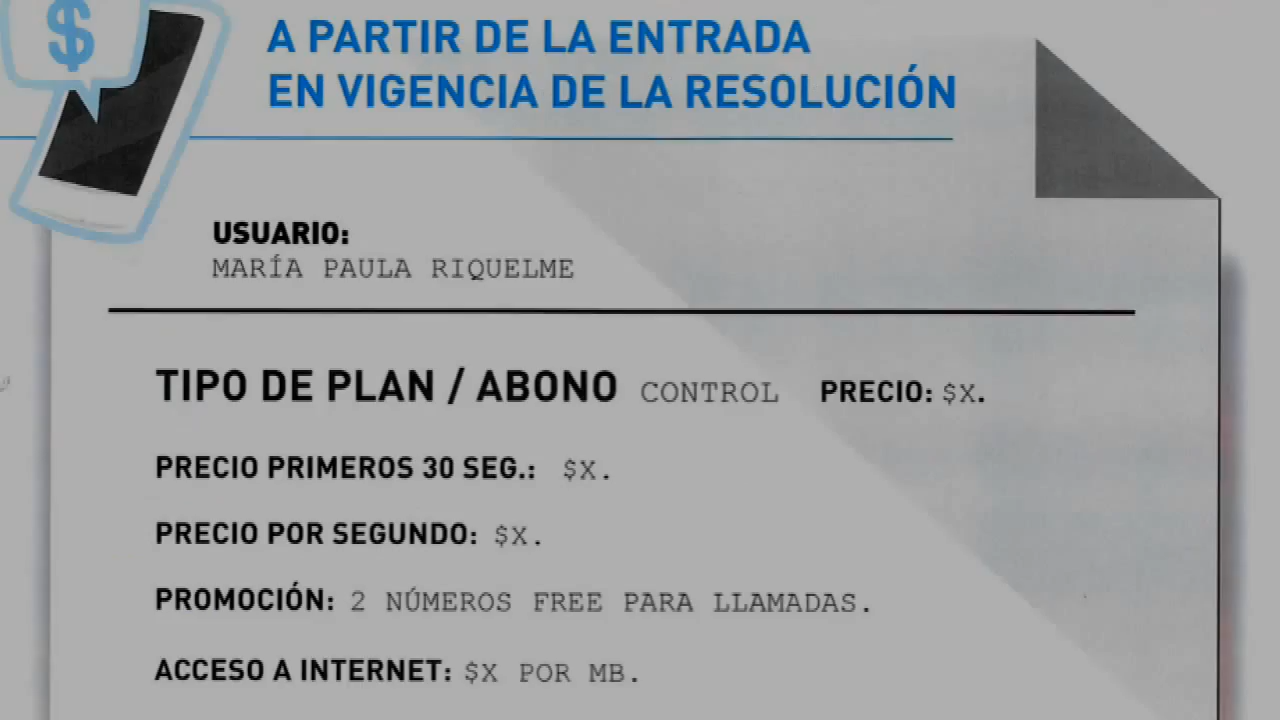 $
A PARTIR DE LA ENTRADA
EN VIGENCIA DE LA RESOLUCIÓN
USUARIO:
MARÍA PAULA RIQUELME
TIPO DE PLAN / ABONO CONTROL PRECIO: $X.
PRECIO PRIMEROS 30 SEG.: $X.
PRECIO POR SEGUNDO: $X.
PROMOCIÓN: 2 NÚMEROS FREE PARA LLAMADAS.
ACCESO A INTERNET: $X POR MB.